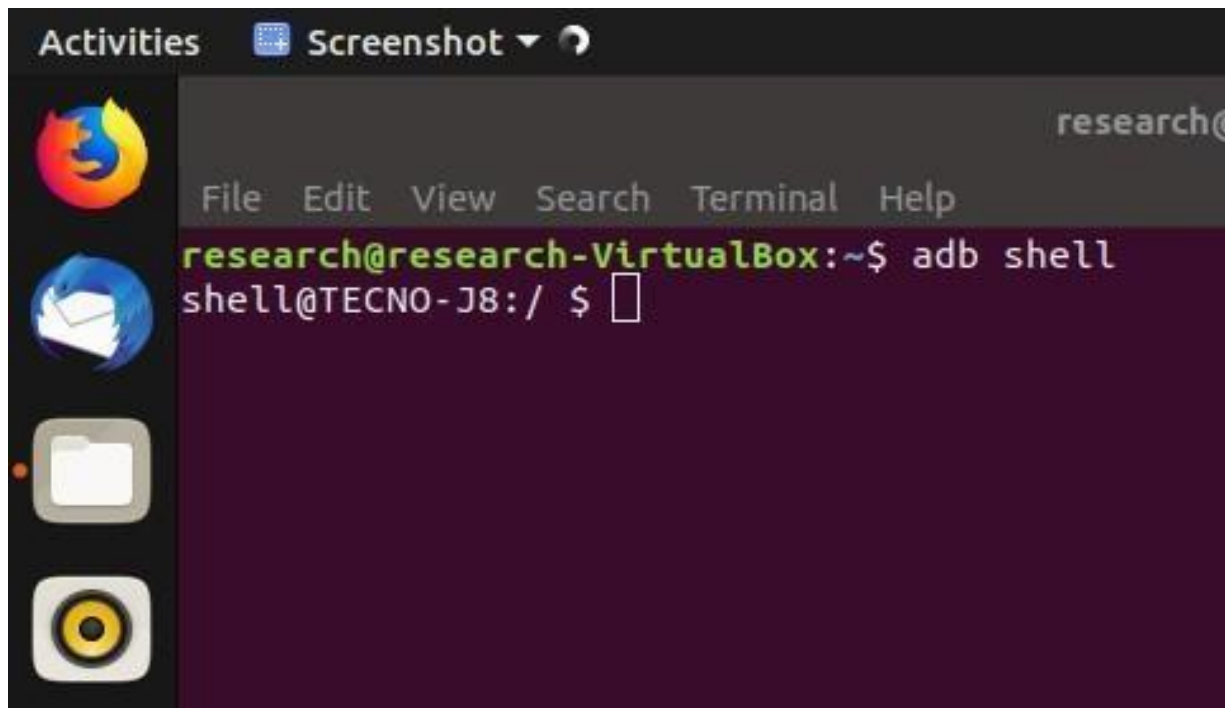 Activities Screenshot
research@
File Edit View Search Terminal Help
research@research-VirtualBox:~$ adb shell
shell@TECNO-J8:/ $